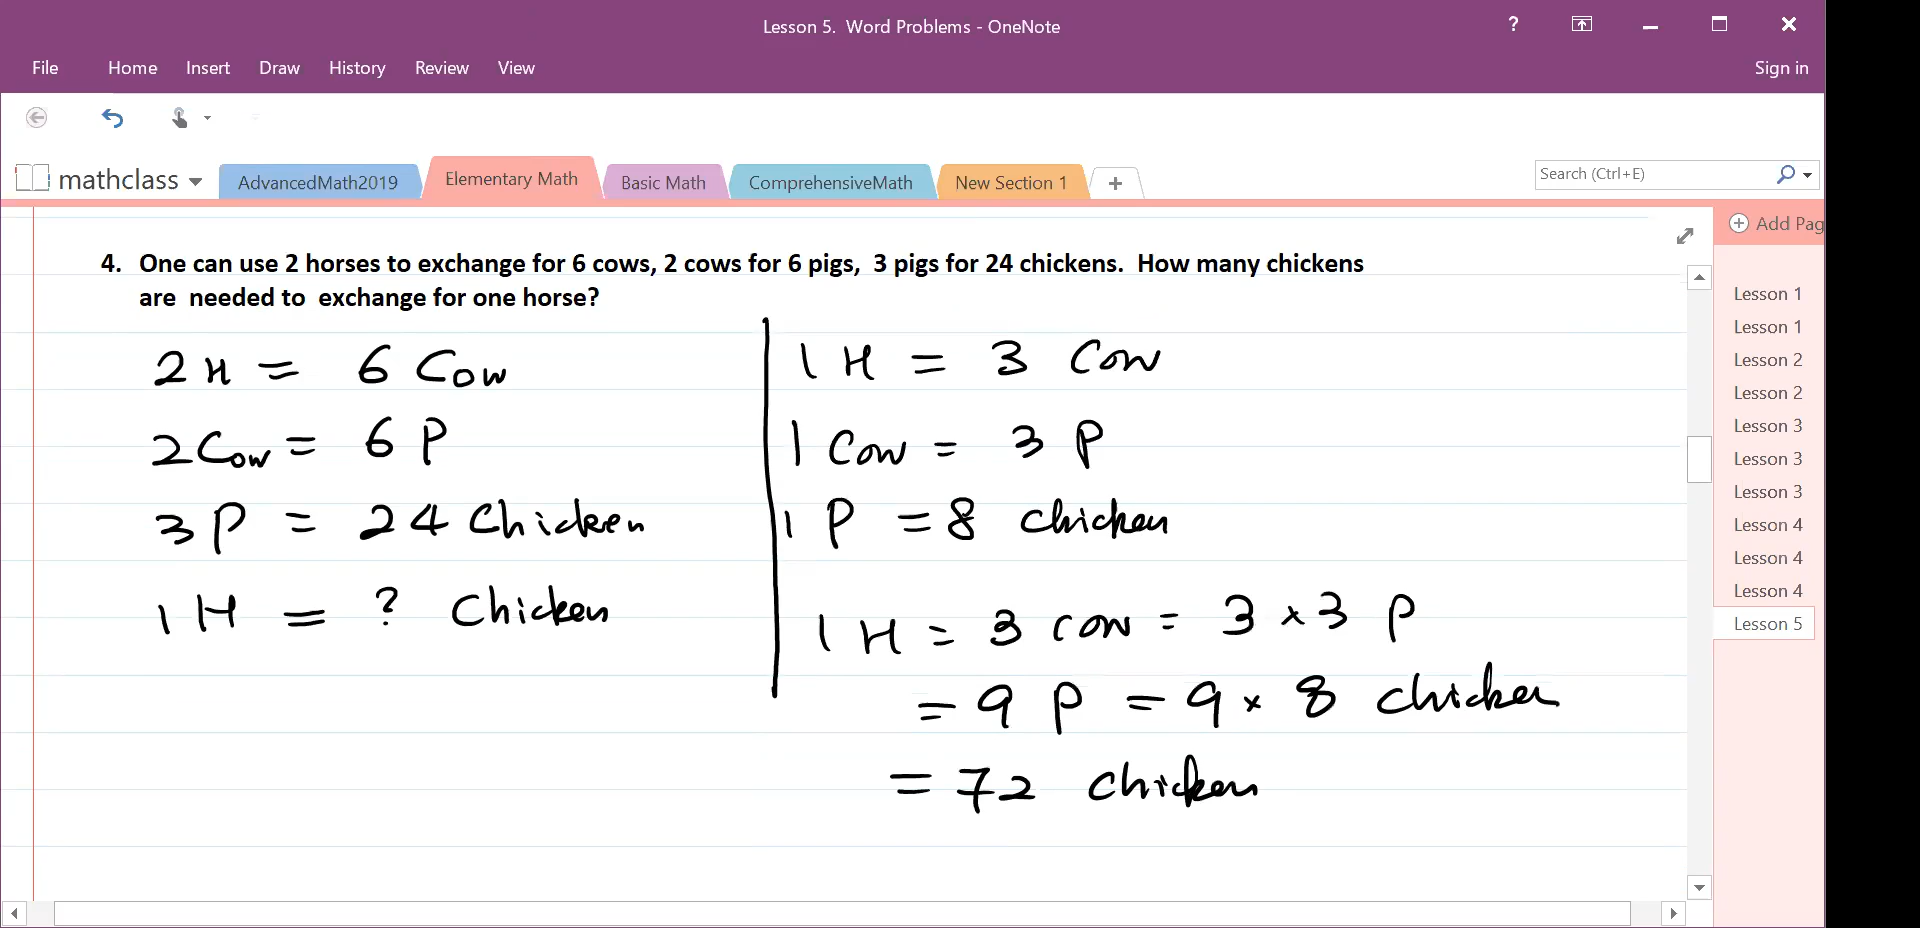 Lesson 5.  Word Problems - OneNote
?
File Home Insert Draw History Review View
Sign in
mathclass
AdvancedMath2019
Elementary Math
Basic Math
ComprehensiveMath
New Section 1
+
Search (Ctrl+E)
Add Pag
4. One can use 2 horses to exchange for 6 cows, 2 cows for 6 pigs,  3 pigs for 24 chickens.  How many chickens
are  needed to  exchange for one horse?
2 H = 6 Cow
2 Cow = 6 P
3 P = 24 Chicken
1 H = ? Chicken
1 H = 3 Cow
1 Cow = 3 P
1 P = 8 chicken
1 H = 3 cow = 3 × 3 P
= 9 P = 9 × 8 chicken
= 72 chicken
Lesson 1
Lesson 1
Lesson 2
Lesson 2
Lesson 3
Lesson 3
Lesson 3
Lesson 4
Lesson 4
Lesson 4
Lesson 5